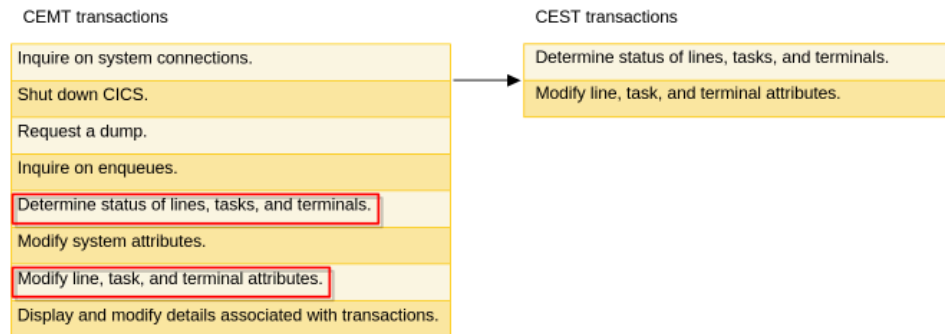 CEMT transactions
Inquire on system connections.
Shut down CICS.
Request a dump.
Inquire on enqueues.
Determine status of lines, tasks, and terminals.
Modify system attributes.
Modify line, task, and terminal attributes.
Display and modify details associated with transactions.
CEST transactions
Determine status of lines, tasks, and terminals.
Modify line, task, and terminal attributes.